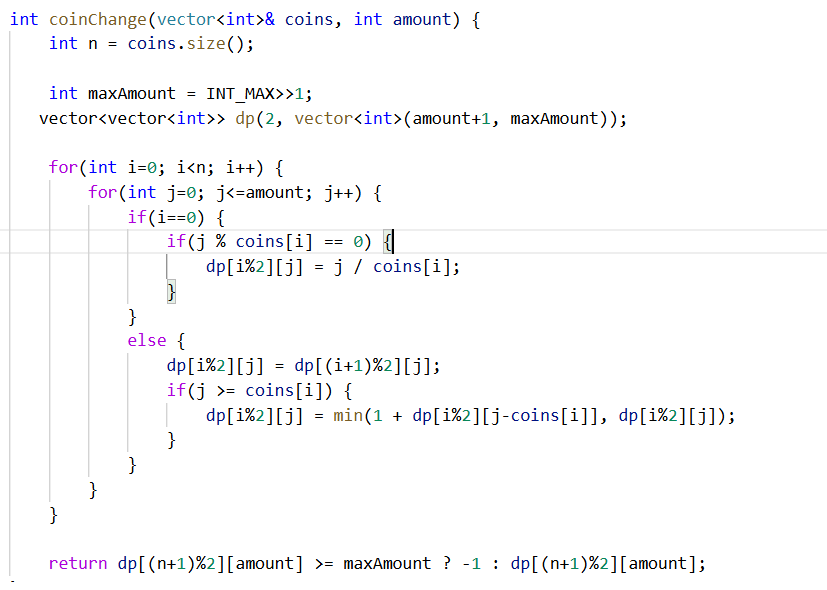 int coinChange(vector<int>& coins, int amount) {
    int n = coins.size();

    int maxAmount = INT_MAX>>1;
   vector<vector<int>> dp(2, vector<int>(amount+1, maxAmount));

    for(int i=0; i<n; i++) {
        for(int j=0; j<=amount; j++) {
            if(i==0) {
                if(j % coins[i] == 0) {
                    dp[i%2][j] = j / coins[i];
                }
            }
            else {
                dp[i%2][j] = dp[(i+1)%2][j];
                if(j >= coins[i]) {
                    dp[i%2][j] = min(1 + dp[i%2][j-coins[i]], dp[i%2][j]);
                }
            }
        }
    }

    return dp[(n+1)%2][amount] >= maxAmount ? -1 : dp[(n+1)%2][amount];